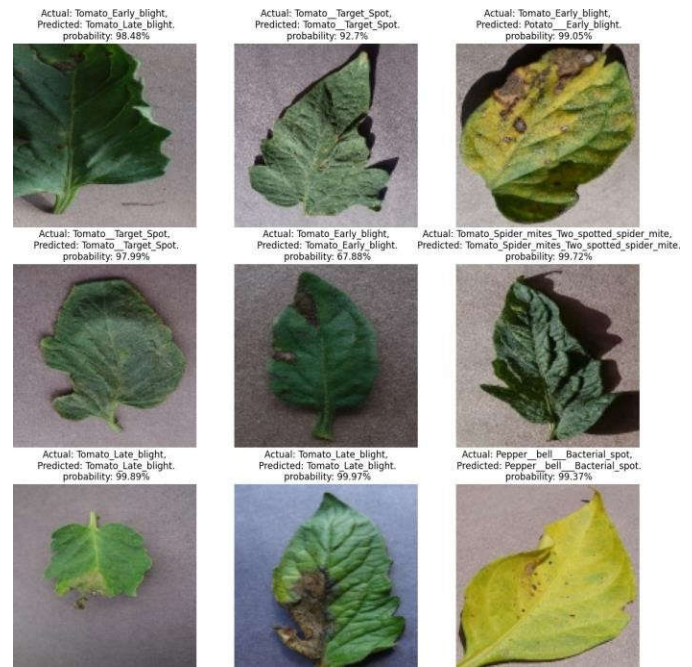 Actual: Tomato_Early_blight,
Predicted: Tomato_Late_blight.
probability: 98.48%
Actual: Tomato__Target_Spot,
Predicted: Tomato__Target_Spot.
probability: 92.7%
Actual: Tomato_Early_blight,
Predicted: Potato___Early_blight.
probability: 99.05%
Actual: Tomato__Target_Spot,
Predicted: Tomato__Target_Spot.
probability: 97.99%
Actual: Tomato_Early_blight,
Predicted: Tomato_Early_blight.
probability: 67.88%
Actual: Tomato_Spider_mites_Two_spotted_spider_mite,
Predicted: Tomato_Spider_mites_Two_spotted_spider_mite.
probability: 99.72%
Actual: Tomato_Late_blight,
Predicted: Tomato_Late_blight.
probability: 99.89%
Actual: Tomato_Late_blight,
Predicted: Tomato_Late_blight.
probability: 99.97%
Actual: Pepper__bell___Bacterial_spot,
Predicted: Pepper__bell___Bacterial_spot.
probability: 99.37%